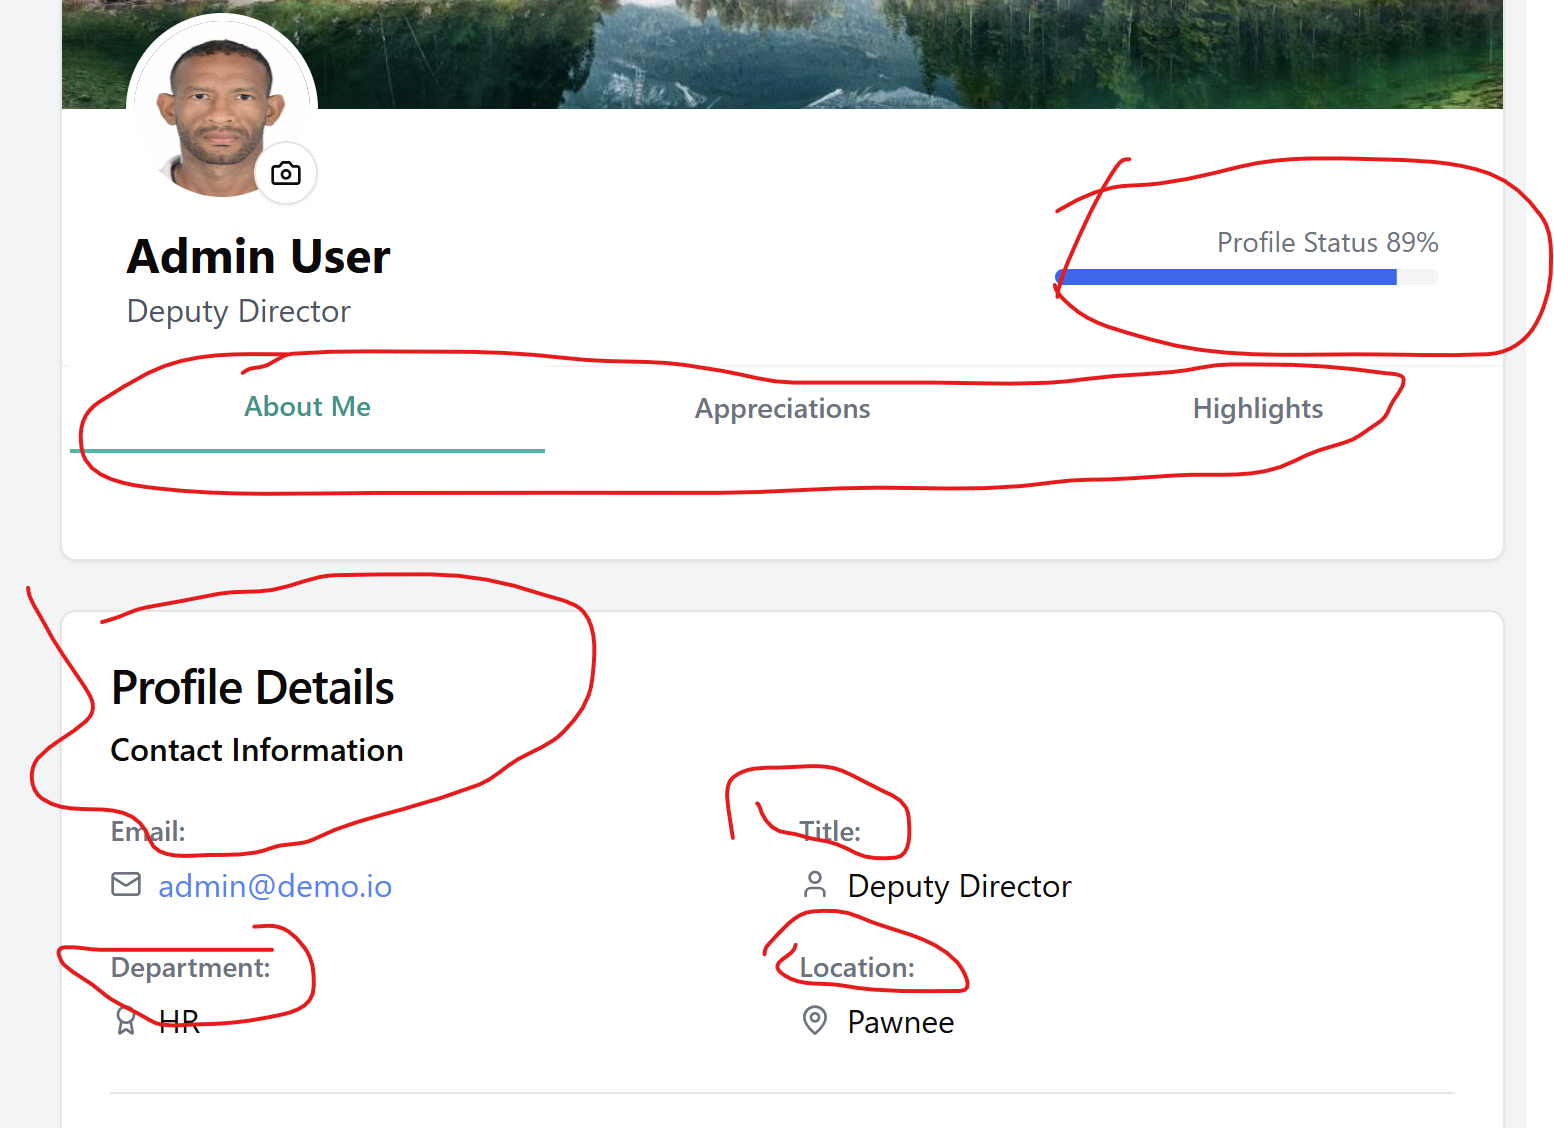 Admin User
Profile Status 89%
Deputy Director
About Me Appreciations Highlights
Profile Details
Contact Information
Email: Title:
admin@demo.io Deputy Director
Department: Location:
HR Pawnee